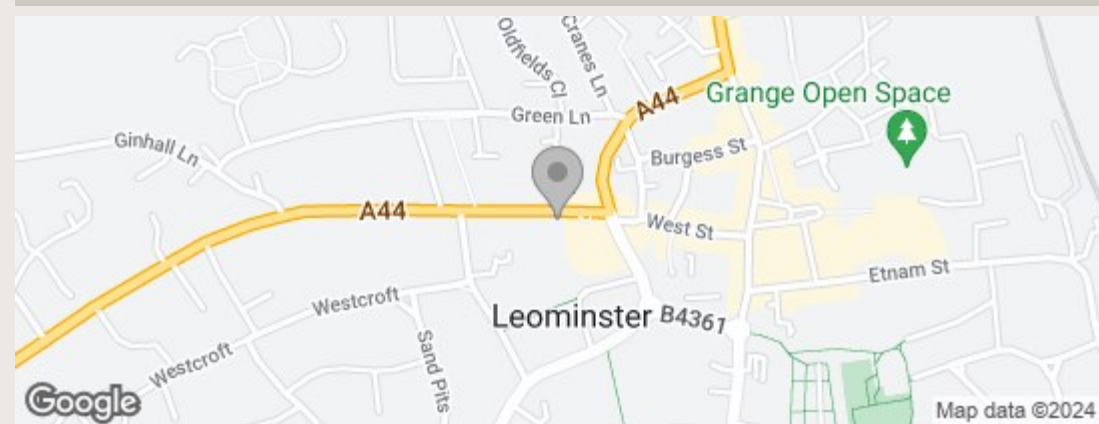 Oldfields Cl
Cranes Ln
A44
Grange Open Space
Green Ln
Ginhall Ln
Burgess St
A44
West St
Etnam St
Westcroft
Leominster
B4361
Westcroft
Sand Pits
Google
Map data ©2024